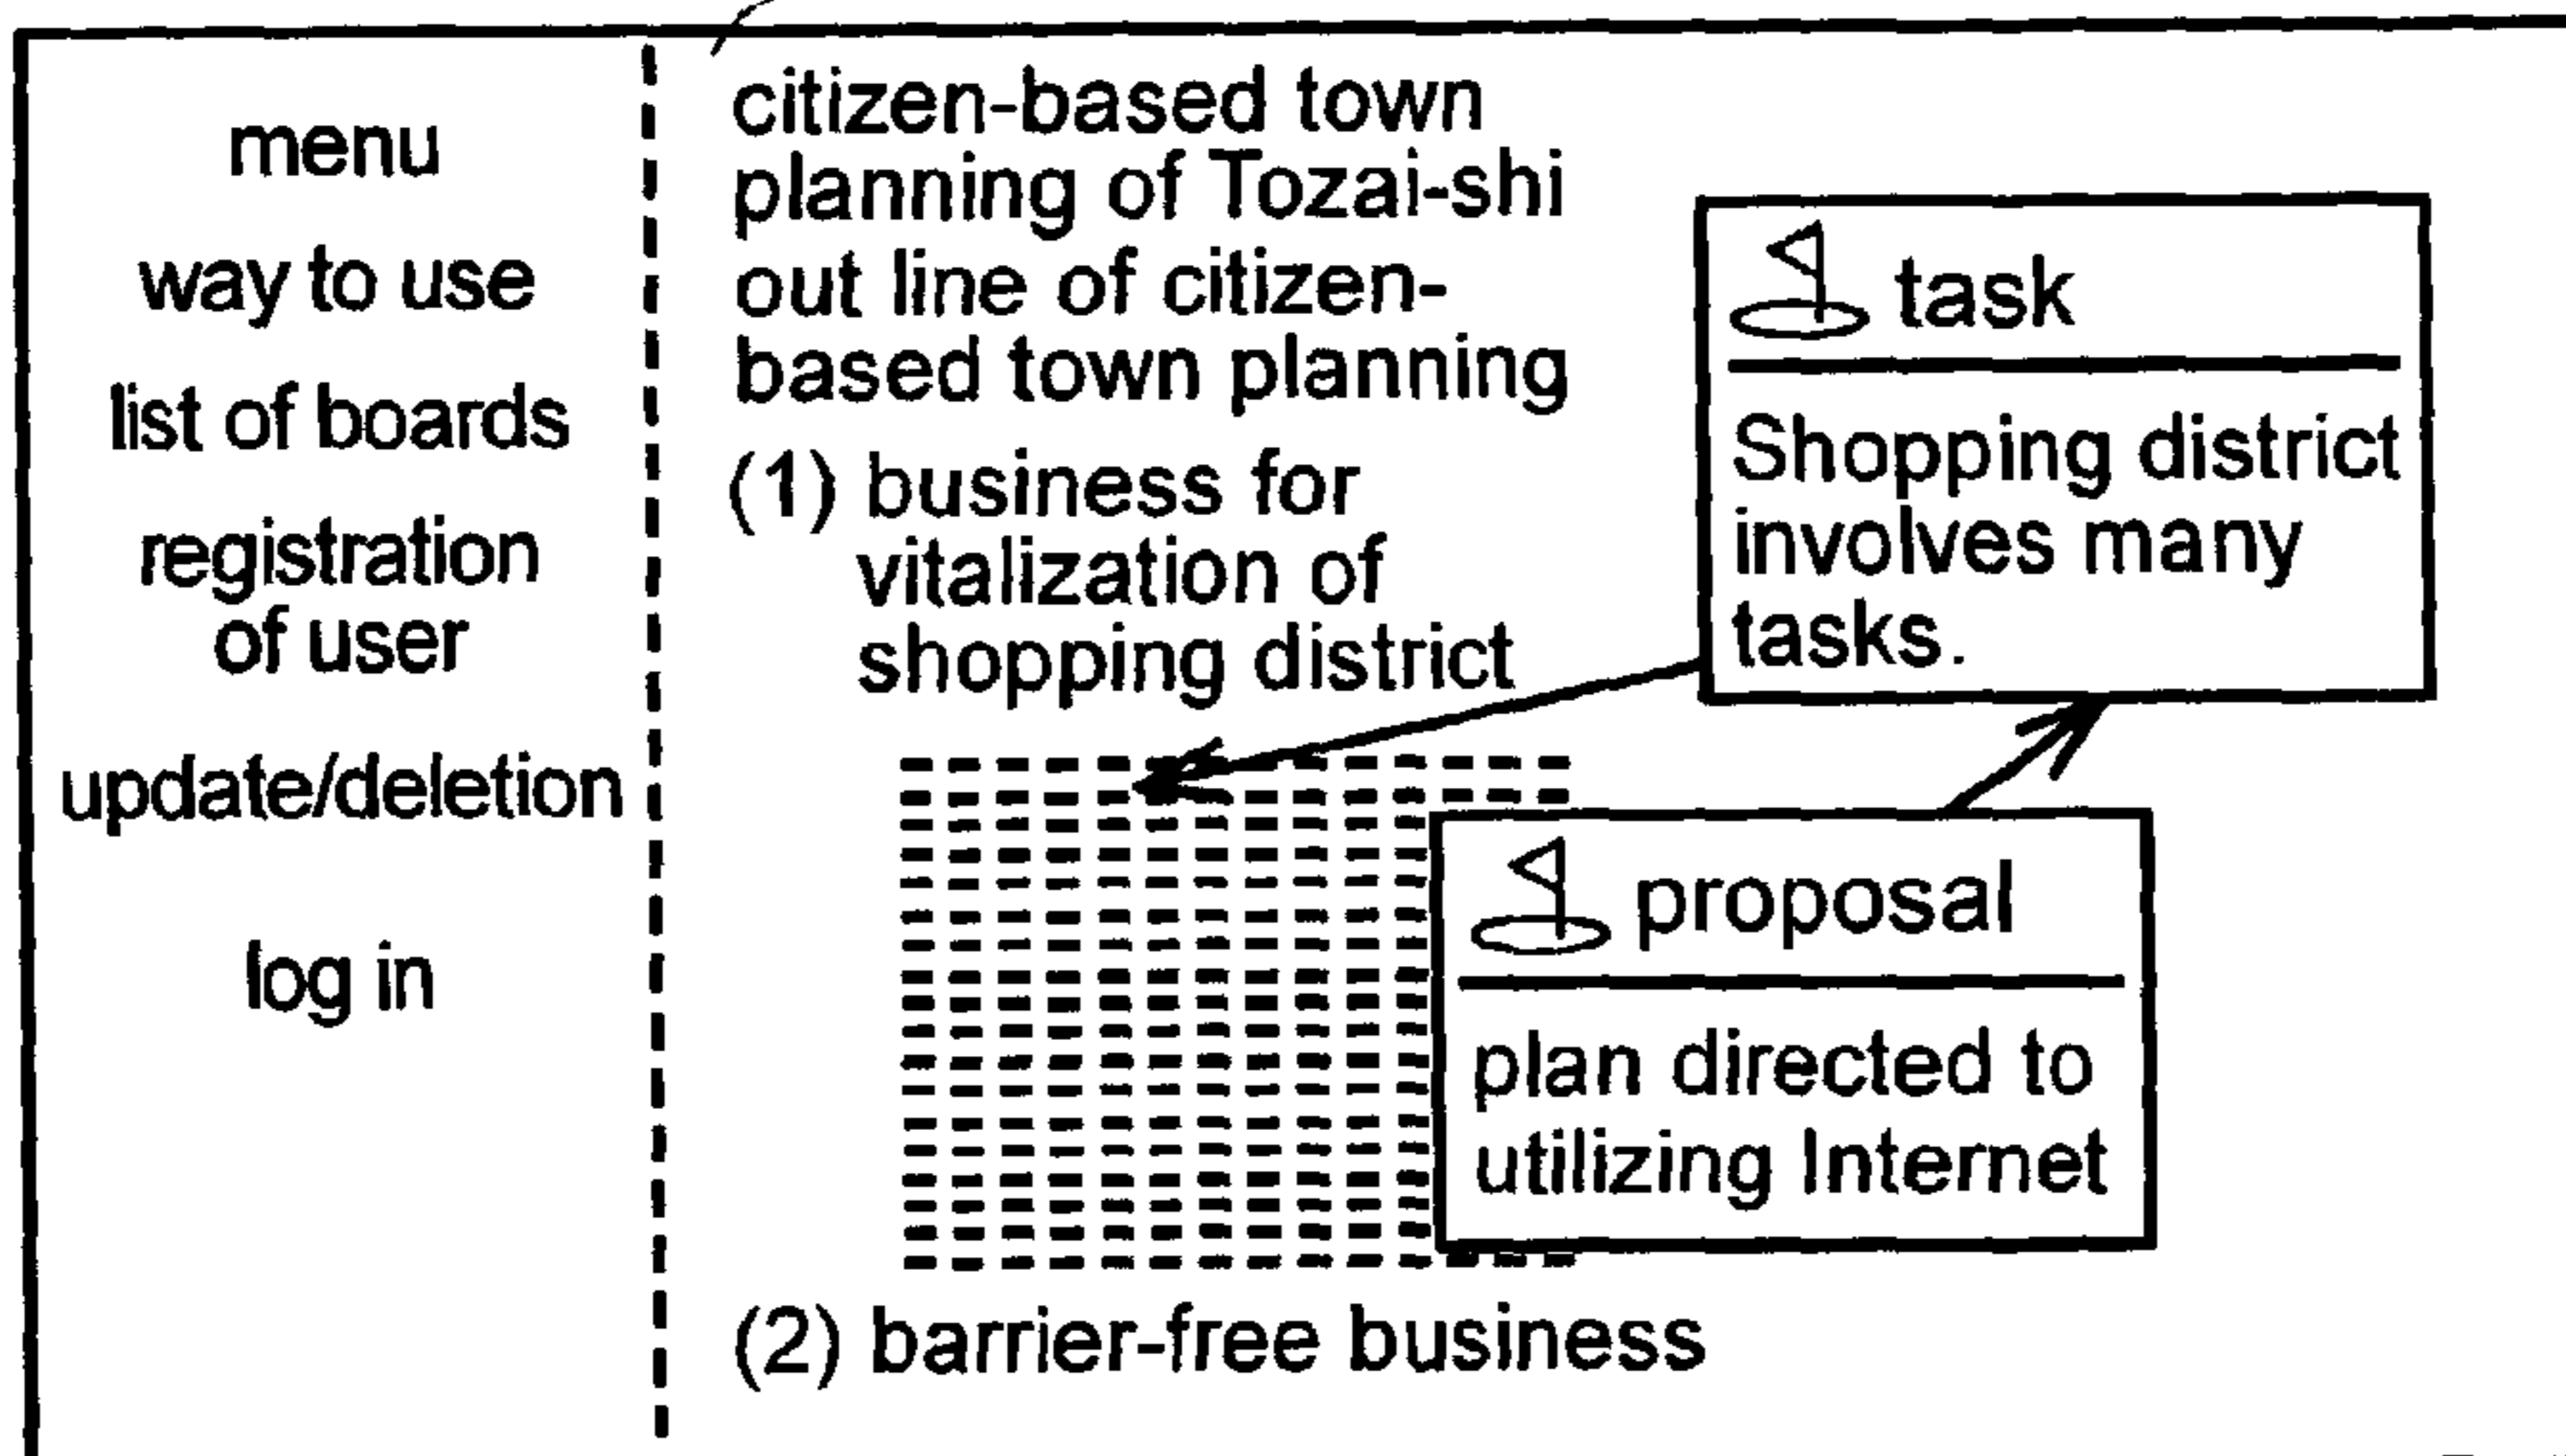 menu
way to use
list of boards
registration
of user
update/deletion
log in
citizen-based town
planning of Tozai-shi
out line of citizen-
based town planning
(1) business for
vitalization of
shopping district
task
Shopping district
involves many
tasks.
proposal
plan directed to
utilizing Internet
(2) barrier-free business